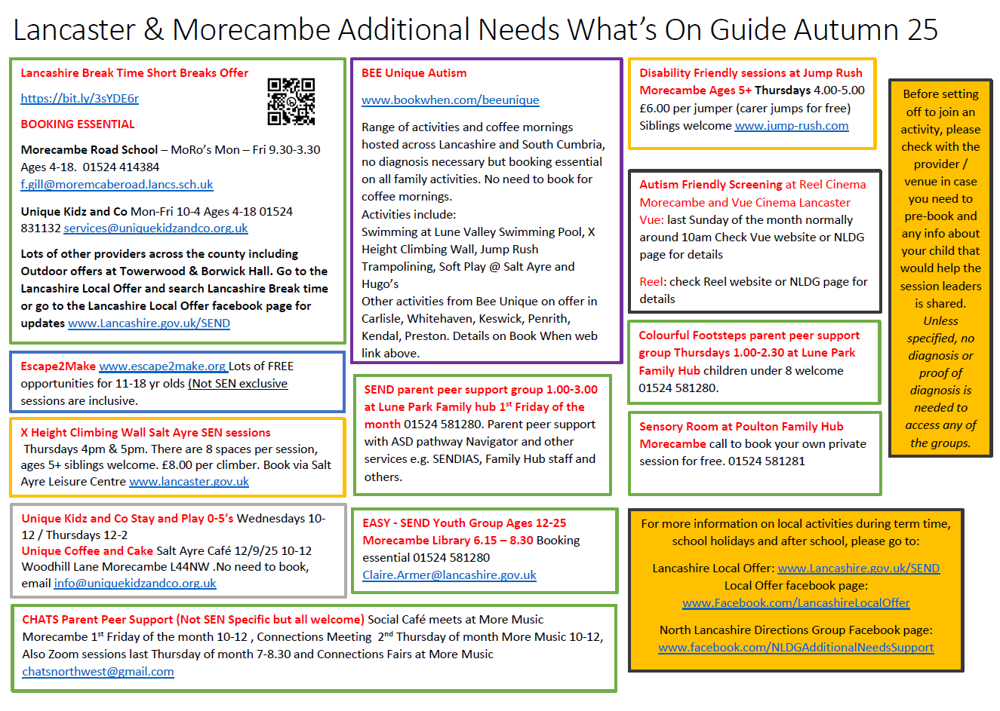 Lancaster & Morecambe Additional Needs What's On Guide Autumn 25
Lancashire Break Time Short Breaks Offer
https://bit.ly/3sYDE6r
BOOKING ESSENTIAL
Morecambe Road School – MoRo's Mon – Fri 9.30-3.30
Ages 4-18.  01524 414384
f.gill@moremcaberoad.lancs.sch.uk
Unique Kidz and Co Mon-Fri 10-4 Ages 4-18 01524
831132 services@uniquekidzandco.org.uk
Lots of other providers across the county including
Outdoor offers at Towerwood & Borwick Hall. Go to the
Lancashire Local Offer and search Lancashire Break time
or go to the Lancashire Local Offer facebook page for
updates www.Lancashire.gov.uk/SEND
Escape2Make www.escape2make.org Lots of FREE
opportunities for 11-18 yr olds (Not SEN exclusive
sessions are inclusive.
X Height Climbing Wall Salt Ayre SEN sessions
Thursdays 4pm & 5pm. There are 8 spaces per session,
ages 5+ siblings welcome. £8.00 per climber. Book via Salt
Ayre Leisure Centre www.lancaster.gov.uk
Unique Kidz and Co Stay and Play 0-5's Wednesdays 10-
12 / Thursdays 12-2
Unique Coffee and Cake Salt Ayre Café 12/9/25 10-12
Woodhill Lane Morecambe L44NW .No need to book,
email info@uniquekidzandco.org.uk
CHATS Parent Peer Support (Not SEN Specific but all welcome) Social Café meets at More Music
Morecambe 1st Friday of the month 10-12 , Connections Meeting  2nd Thursday of month More Music 10-12,
Also Zoom sessions last Thursday of month 7-8.30 and Connections Fairs at More Music
chatsnorthwest@gmail.com
BEE Unique Autism
www.bookwhen.com/beeunique
Range of activities and coffee mornings
hosted across Lancashire and South Cumbria,
no diagnosis necessary but booking essential
on all family activities. No need to book for
coffee mornings.
Activities include:
Swimming at Lune Valley Swimming Pool, X
Height Climbing Wall, Jump Rush
Trampolining, Soft Play @ Salt Ayre and
Hugo's
Other activities from Bee Unique on offer in
Carlisle, Whitehaven, Keswick, Penrith,
Kendal, Preston. Details on Book When web
link above.
SEND parent peer support group 1.00-3.00
at Lune Park Family hub 1st Friday of the
month 01524 581280. Parent peer support
with ASD pathway Navigator and other
services e.g. SENDIAS, Family Hub staff and
others.
EASY - SEND Youth Group Ages 12-25
Morecambe Library 6.15 – 8.30 Booking
essential 01524 581280
Claire.Armer@lancashire.gov.uk
Disability Friendly sessions at Jump Rush
Morecambe Ages 5+ Thursdays 4.00-5.00
£6.00 per jumper (carer jumps for free)
Siblings welcome www.jump-rush.com
Autism Friendly Screening at Reel Cinema
Morecambe and Vue Cinema Lancaster
Vue: last Sunday of the month normally
around 10am Check Vue website or NLDG
page for details
Reel: check Reel website or NLDG page for
details
Colourful Footsteps parent peer support
group Thursdays 1.00-2.30 at Lune Park
Family Hub children under 8 welcome
01524 581280.
Sensory Room at Poulton Family Hub
Morecambe call to book your own private
session for free. 01524 581281
Before setting
off to join an
activity, please
check with the
provider /
venue in case
you need to
pre-book and
any info about
your child that
would help the
session leaders
is shared.
Unless
specified, no
diagnosis or
proof of
diagnosis is
needed to
access any of
the groups.
For more information on local activities during term time,
school holidays and after school, please go to:
Lancashire Local Offer: www.Lancashire.gov.uk/SEND
Local Offer facebook page:
www.Facebook.com/LancashireLocalOffer
North Lancashire Directions Group Facebook page:
www.facebook.com/NLDGAdditionalNeedsSupport